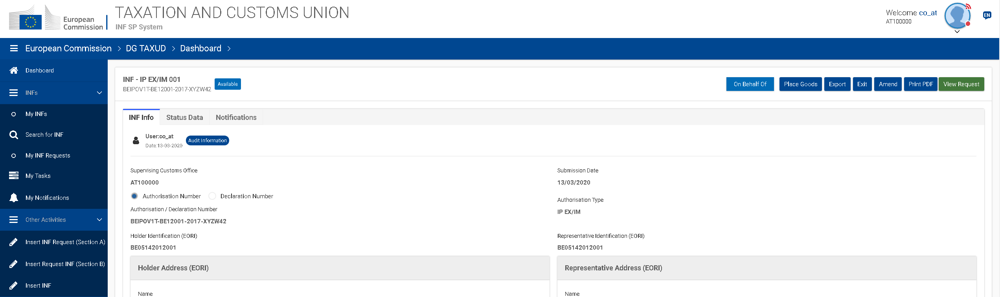 European
Commission
TAXATION AND CUSTOMS UNION
INF SP System
Welcome co_at
AT100000
EN
European Commission > DG TAXUD > Dashboard >
Dashboard
INFs
My INFs
Search for INF
My INF Requests
My Tasks
My Notifications
Other Activities
Insert INF Request (Section A)
Insert Request INF (Section B)
Insert INF
INF - IP EX/IM 001
BEIPOV1T-BE12001-2017-XYZW42
Available
On Behalf Of
Place Goods
Export
Exit
Amend
Print PDF
View Request
INF Info
Status Data
Notifications
User:co_at
Date:13-03-2020
Audit Information
Supervising Customs Office
AT100000
Submission Date
13/03/2020
Authorisation Number
Declaration Number
Authorisation / Declaration Number
BEIPOV1T-BE12001-2017-XYZW42
Authorisation Type
IP EX/IM
Holder Identification (EORI)
BE05142012001
Representative Identification (EORI)
BE05142012001
Holder Address (EORI)
Name
Representative Address (EORI)
Name